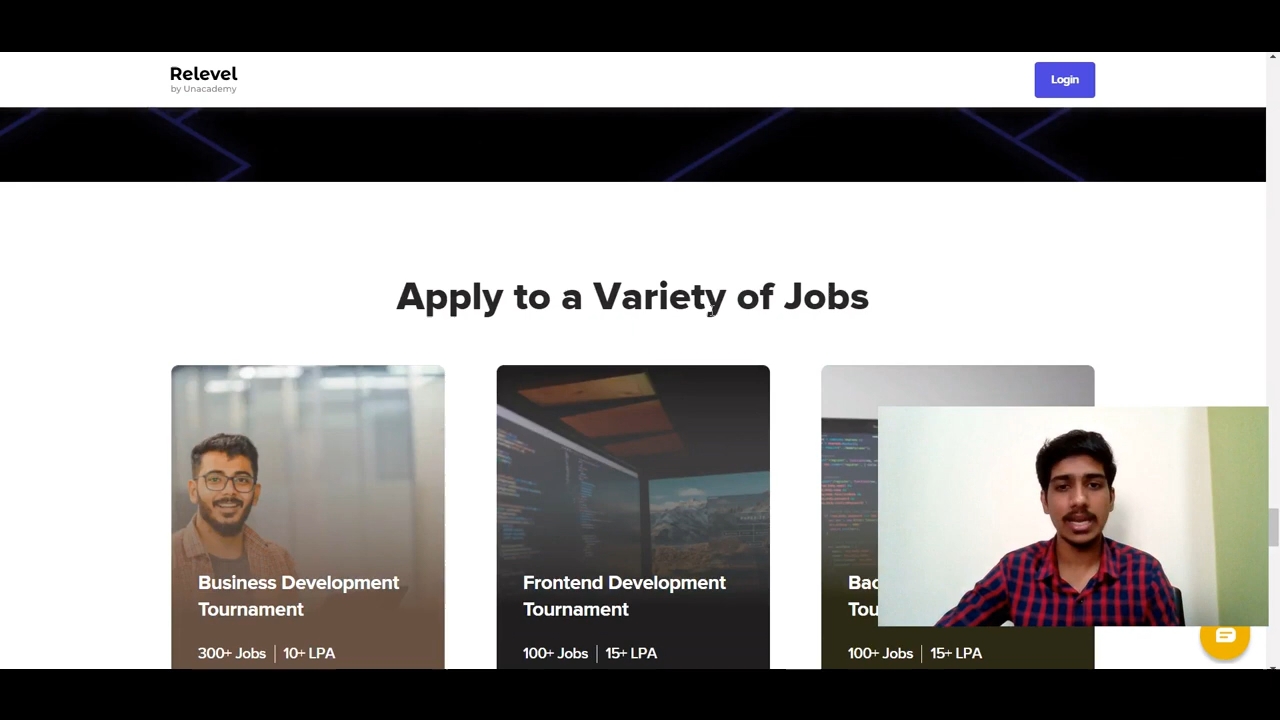 Relevel
by Unacademy
Login
Apply to a Variety of Jobs
Business Development
Tournament
300+ Jobs | 10+ LPA
Frontend Development
Tournament
100+ Jobs | 15+ LPA
100+ Jobs | 15+ LPA